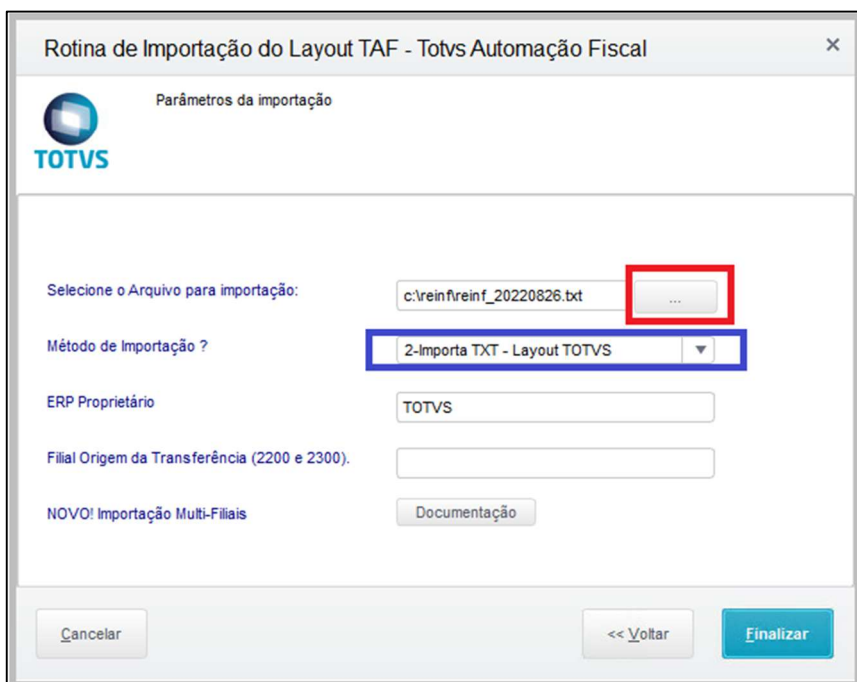 Rotina de Importação do Layout TAF - Totvs Automação Fiscal
Parâmetros da importação
TOTVS
Selecione o Arquivo para importação:
c:\reinf\reinf_20220826.txt
...
Método de Importação ?
2-Importa TXT - Layout TOTVS
ERP Proprietário
TOTVS
Filial Origem da Transferência (2200 e 2300).
NOVO! Importação Multi-Filiais
Documentação
Cancelar
<< Voltar
Finalizar